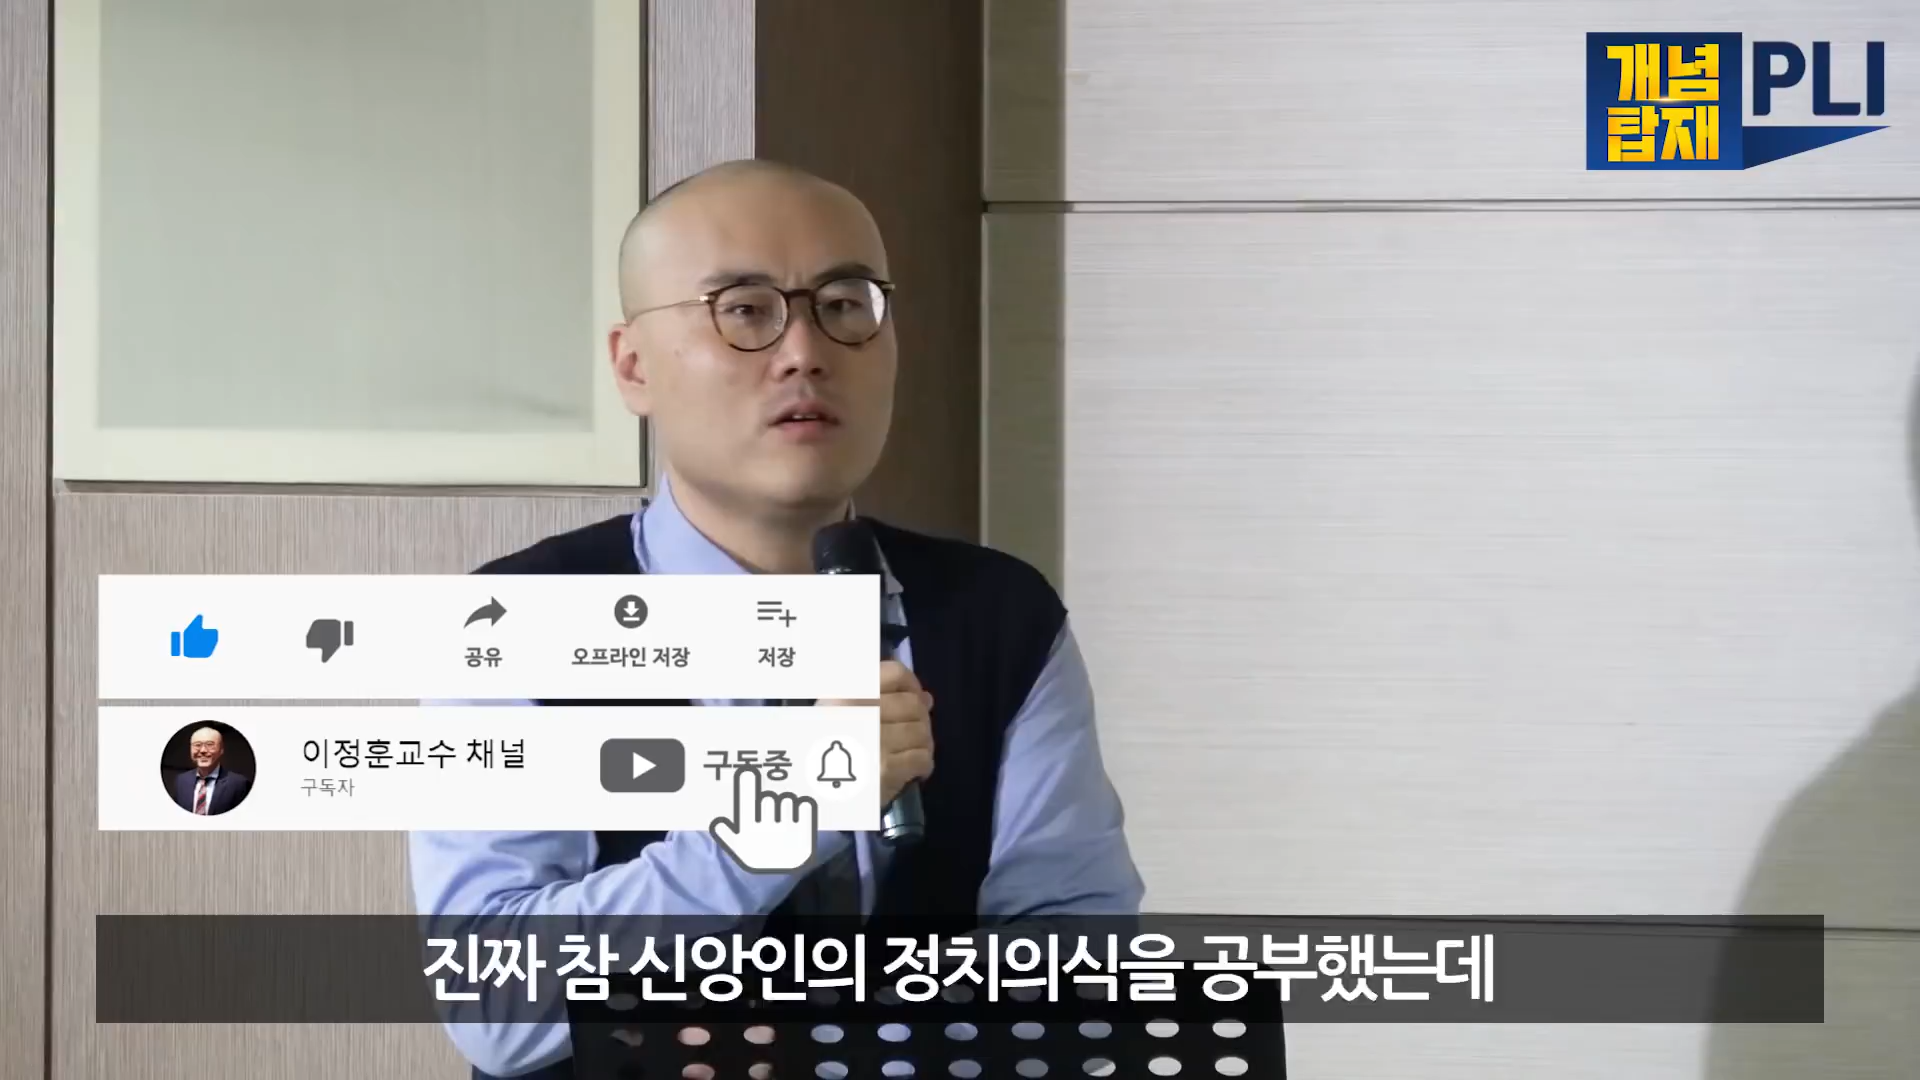 개념
탑재
PLI
공유
오프라인 저장
저장
이정훈교수 채널
구독자
구독중
진짜 참 신앙인의 정치의식을 공부했는데